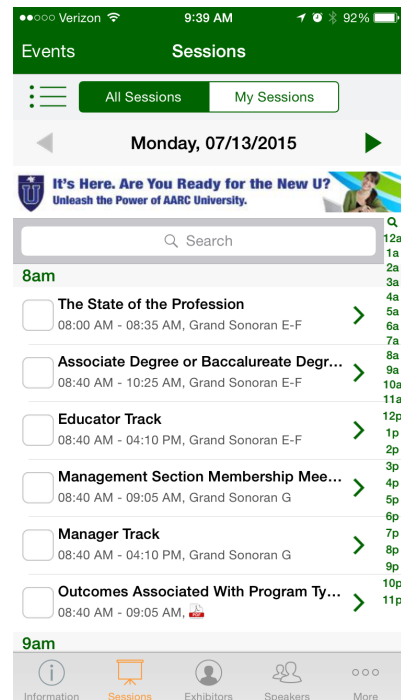 Verizon 9:39 AM 92%
Events Sessions
All Sessions My Sessions
Monday, 07/13/2015
U It's Here. Are You Ready for the New U?
Unleash the Power of AARC University.
Search
8am
The State of the Profession
08:00 AM - 08:35 AM, Grand Sonoran E-F
Associate Degree or Baccalureate Degr...
08:40 AM - 10:25 AM, Grand Sonoran E-F
Educator Track
08:40 AM - 04:10 PM, Grand Sonoran E-F
Management Section Membership Mee...
08:40 AM - 09:05 AM, Grand Sonoran G
Manager Track
08:40 AM - 04:10 PM, Grand Sonoran G
Outcomes Associated With Program Ty...
08:40 AM - 09:05 AM, PDF
9am
12a
1a
2a
3a
4a
5a
6a
7a
8a
9a
10a
11a
12p
1p
2p
3p
4p
5p
6p
7p
8p
9p
10p
11p
Information Sessions Exhibitors Speakers More